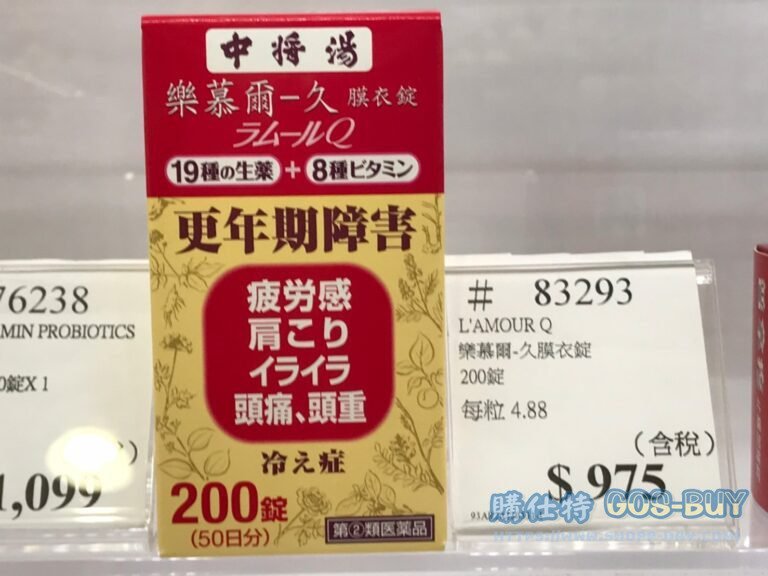 中将湯
樂慕爾-久 膜衣錠
ラムールQ
19種の生薬 + 8種ビタミン
更年期障害
疲労感
肩こり
イライラ
頭痛、頭重
冷え症
200錠
(50日分)
指②類医薬品
76238
MIN PROBIOTICS
0錠X 1
1,099
# 83293
L'AMOUR Q
樂慕爾-久膜衣錠
200錠
每粒 4.88
(含稅)
$ 975
購仕特 GOS-BUY